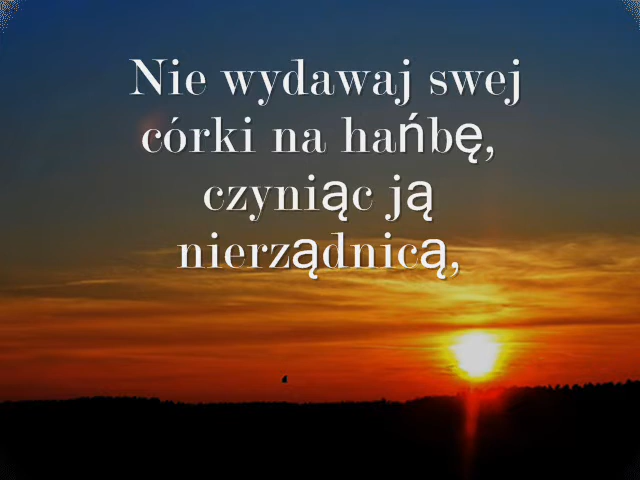 Nie wydawaj swej
córki na hańbę,
czyniąc ją
nierządnicą,